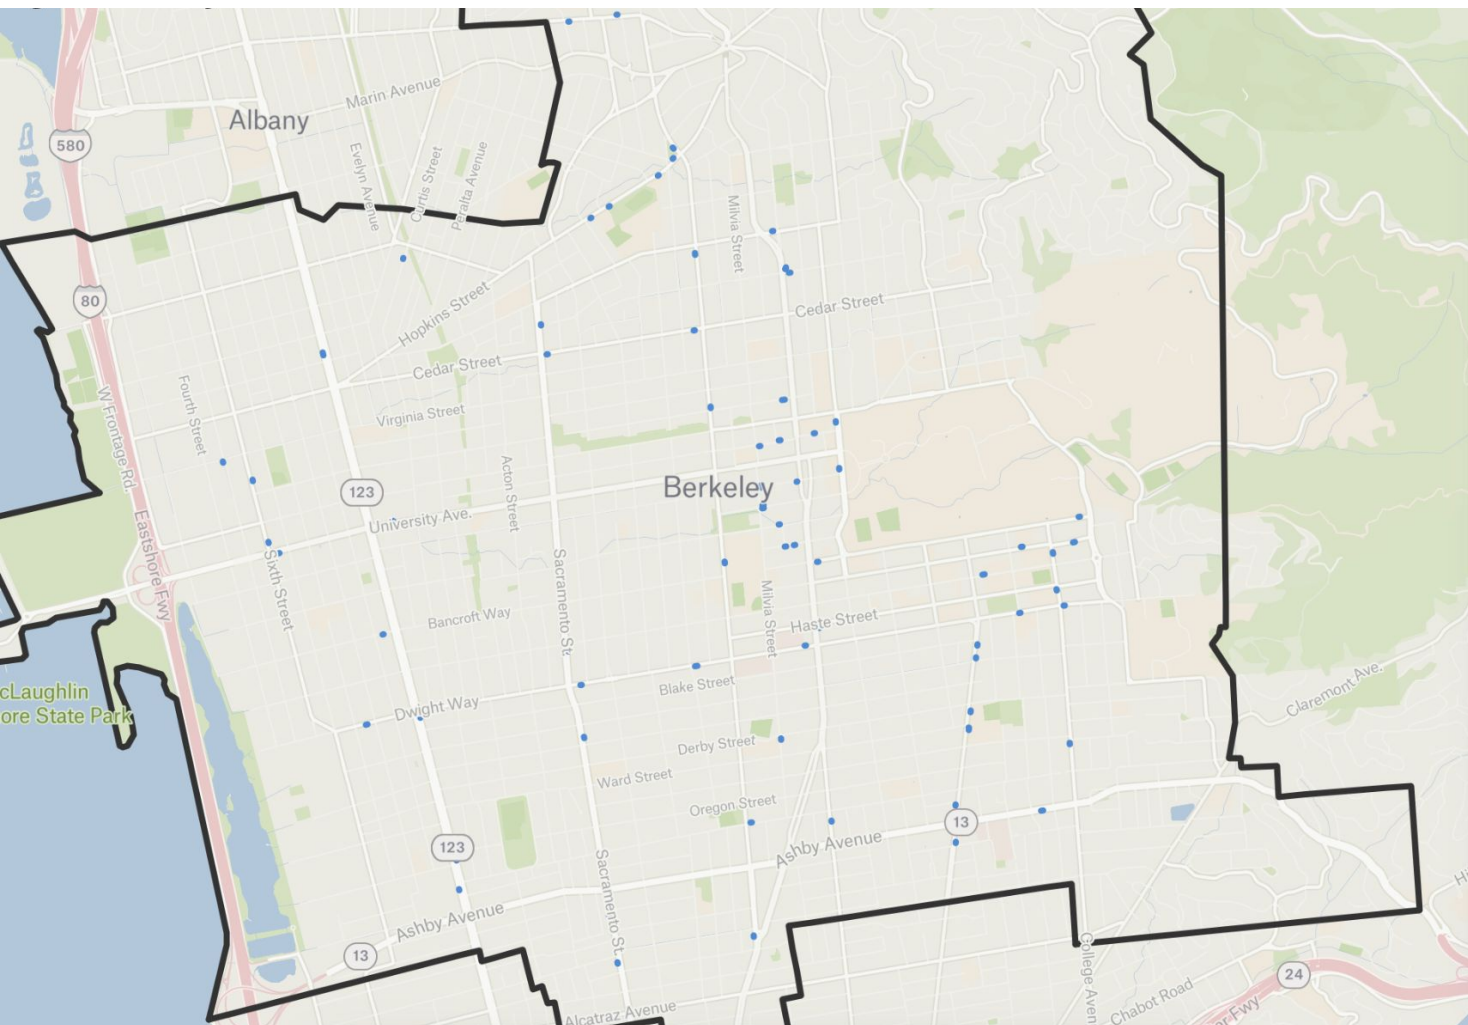 Albany
Marin Avenue
580
Evelyn Avenue
Curtis Street
Peralta Avenue
Milvia Street
80
Hopkins Street
Cedar Street
Cedar Street
W Frontage Rd.
Fourth Street
Virginia Street
Acton Street
123
Berkeley
University Ave.
Eastshore Fwy
Sixth Street
Sacramento St.
Bancroft Way
Milvia Street
Haste Street
cLaughlin
ore State Park
Dwight Way
Blake Street
Claremont Ave.
Derby Street
Ward Street
Oregon Street
123
13
Ashby Avenue
Sacramento St.
Ashby Avenue
13
College Aven
24
Chabot Road
er Fwy
Alcatraz Avenue